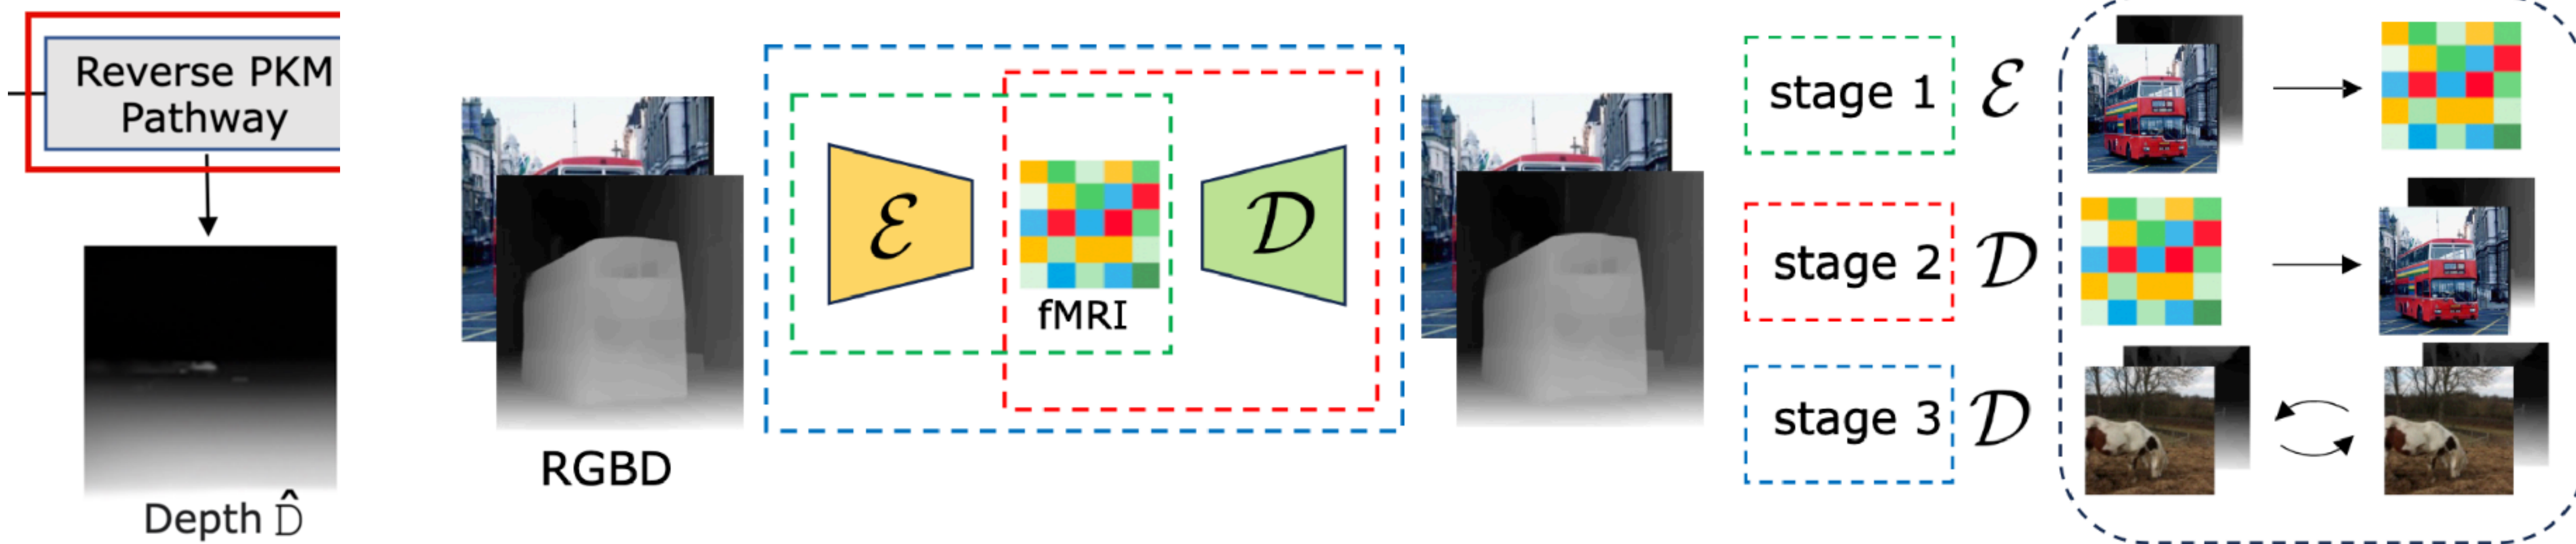 Reverse PKM
Pathway
Depth D̂
RGBD
ℰ
fMRI
𝒟
stage 1 ℰ
stage 2 𝒟
stage 3 𝒟